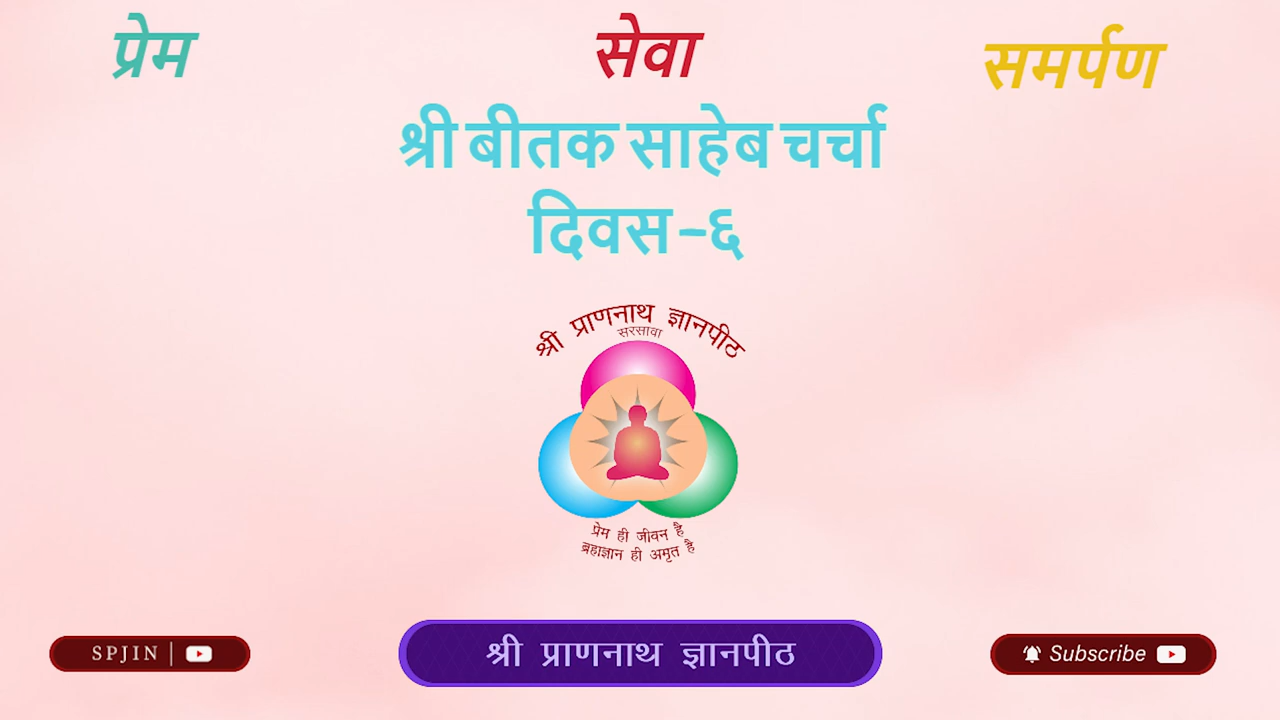 प्रेम सेवा समर्पण
श्री बीतक साहेब चर्चा
दिवस -६
श्री प्राणनाथ ज्ञानपीठ
सरसावा
प्रेम ही जीवन है
ब्रह्मज्ञान ही अमृत है
SPJIN |
श्री प्राणनाथ ज्ञानपीठ
Subscribe